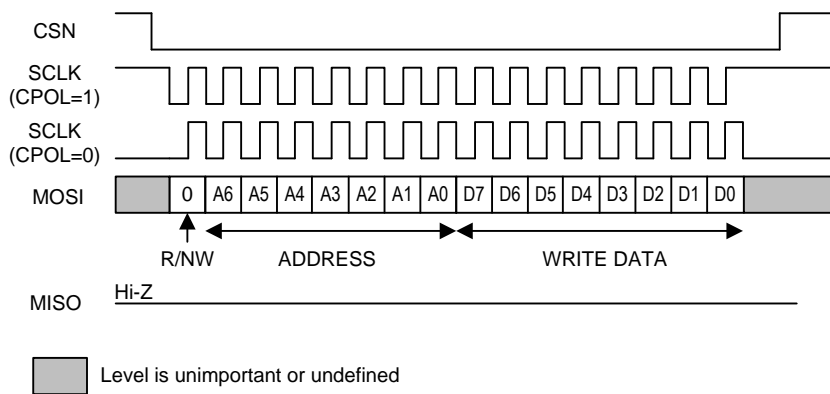 CSN
SCLK
(CPOL=1)
SCLK
(CPOL=0)
MOSI 0 A6 A5 A4 A3 A2 A1 A0 D7 D6 D5 D4 D3 D2 D1 D0
R/NW ADDRESS WRITE DATA
Hi-Z
MISO
Level is unimportant or undefined